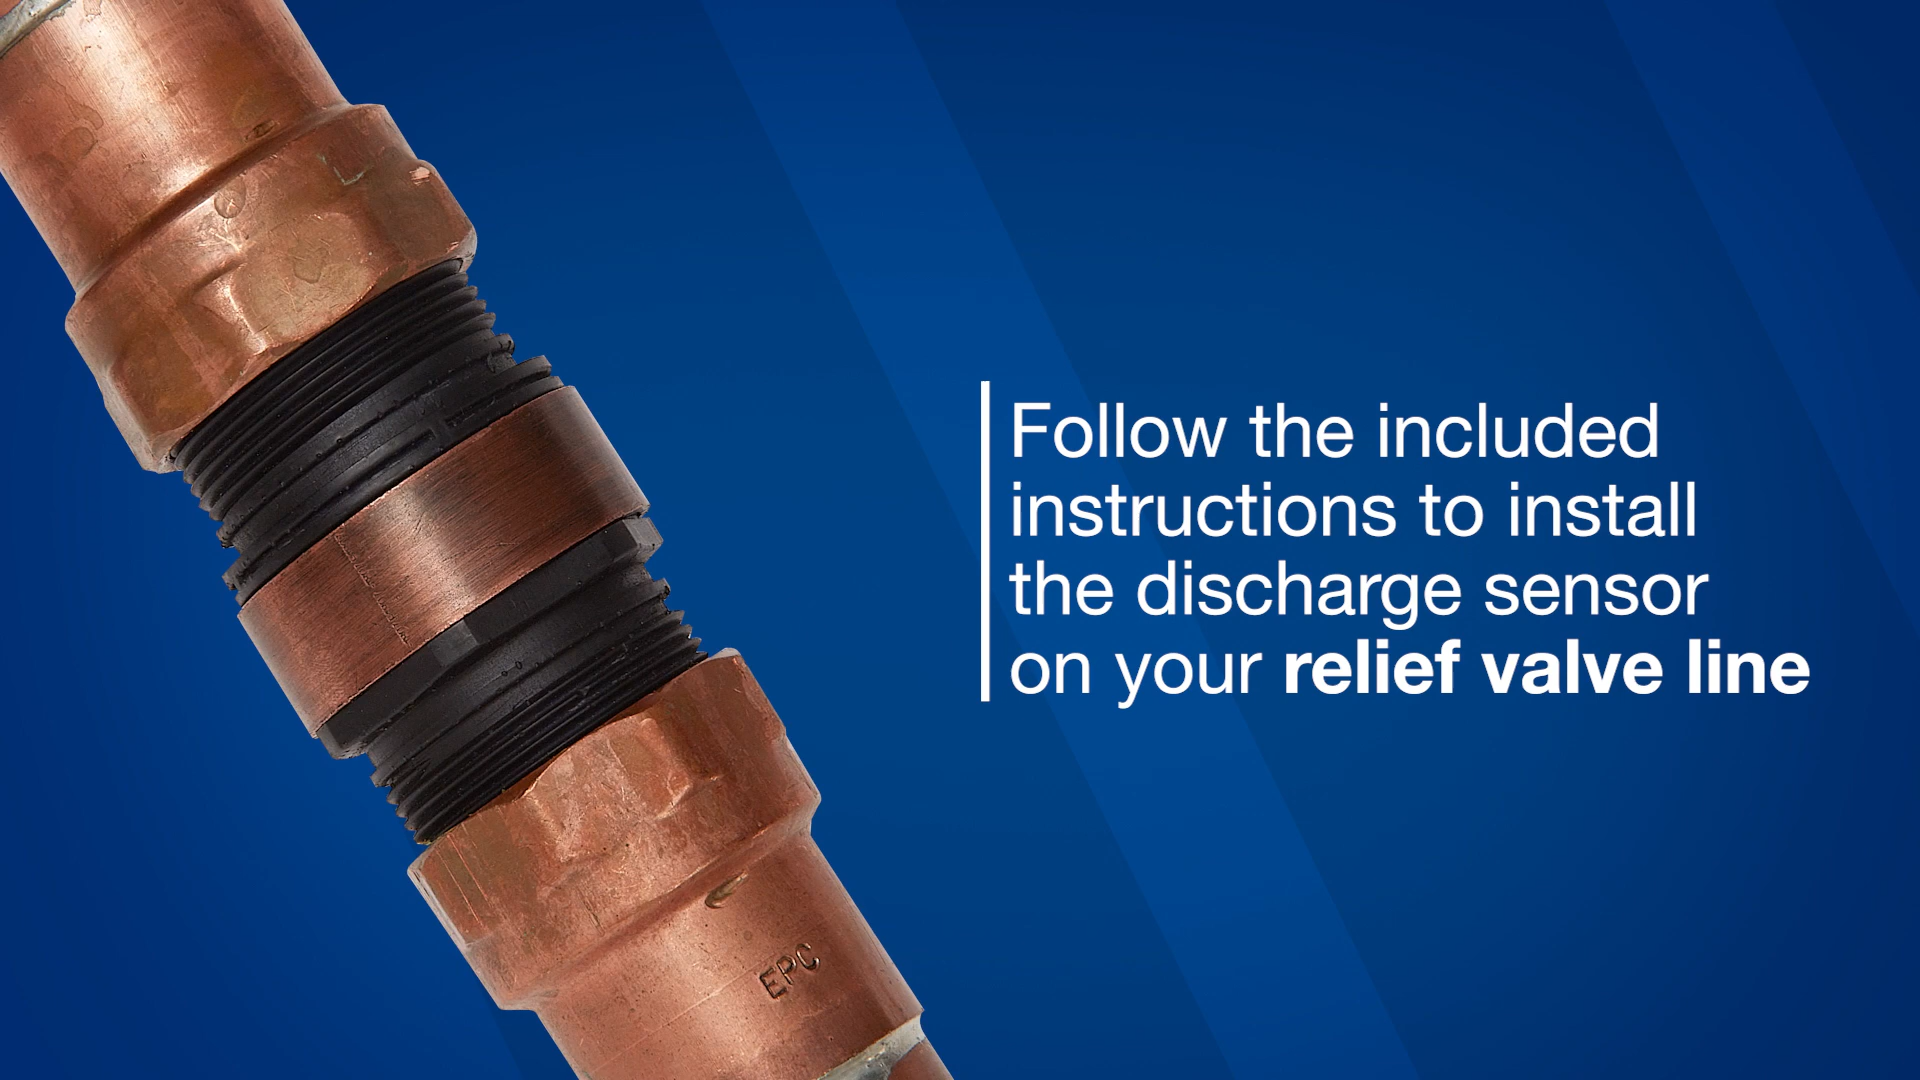 Follow the included
instructions to install
the discharge sensor
on your relief valve line
EPC